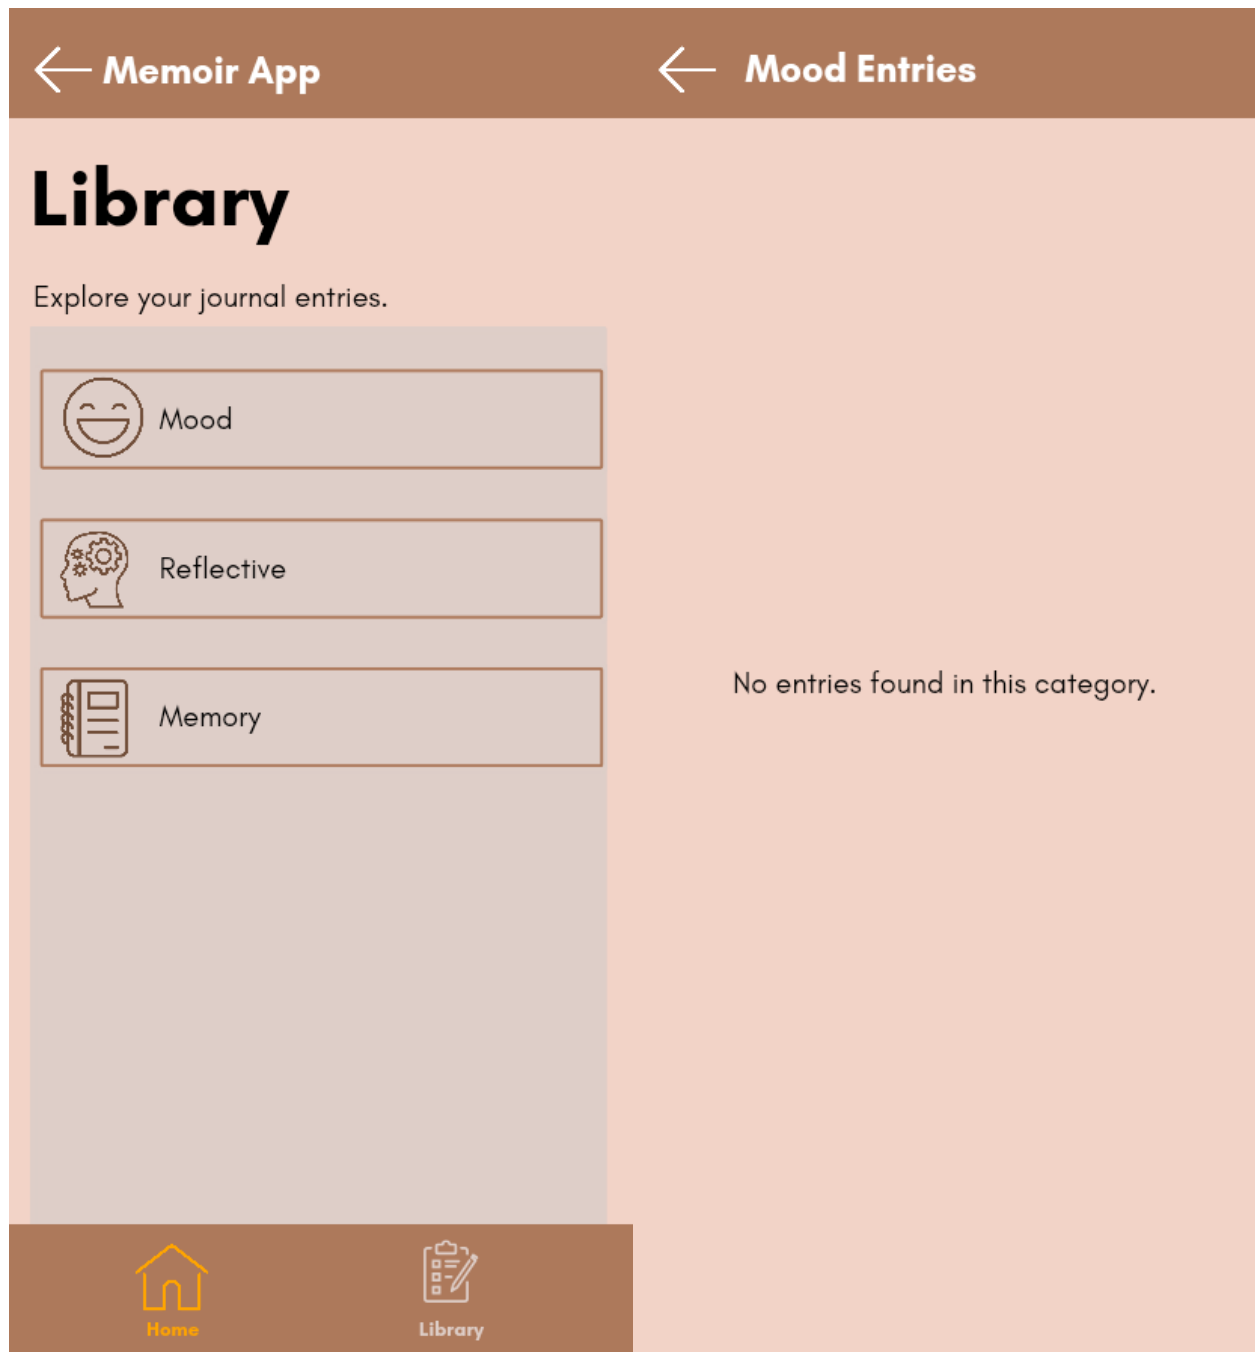 Memoir App
Library
Explore your journal entries.
Mood
Reflective
Memory
Home
Library
Mood Entries
No entries found in this category.